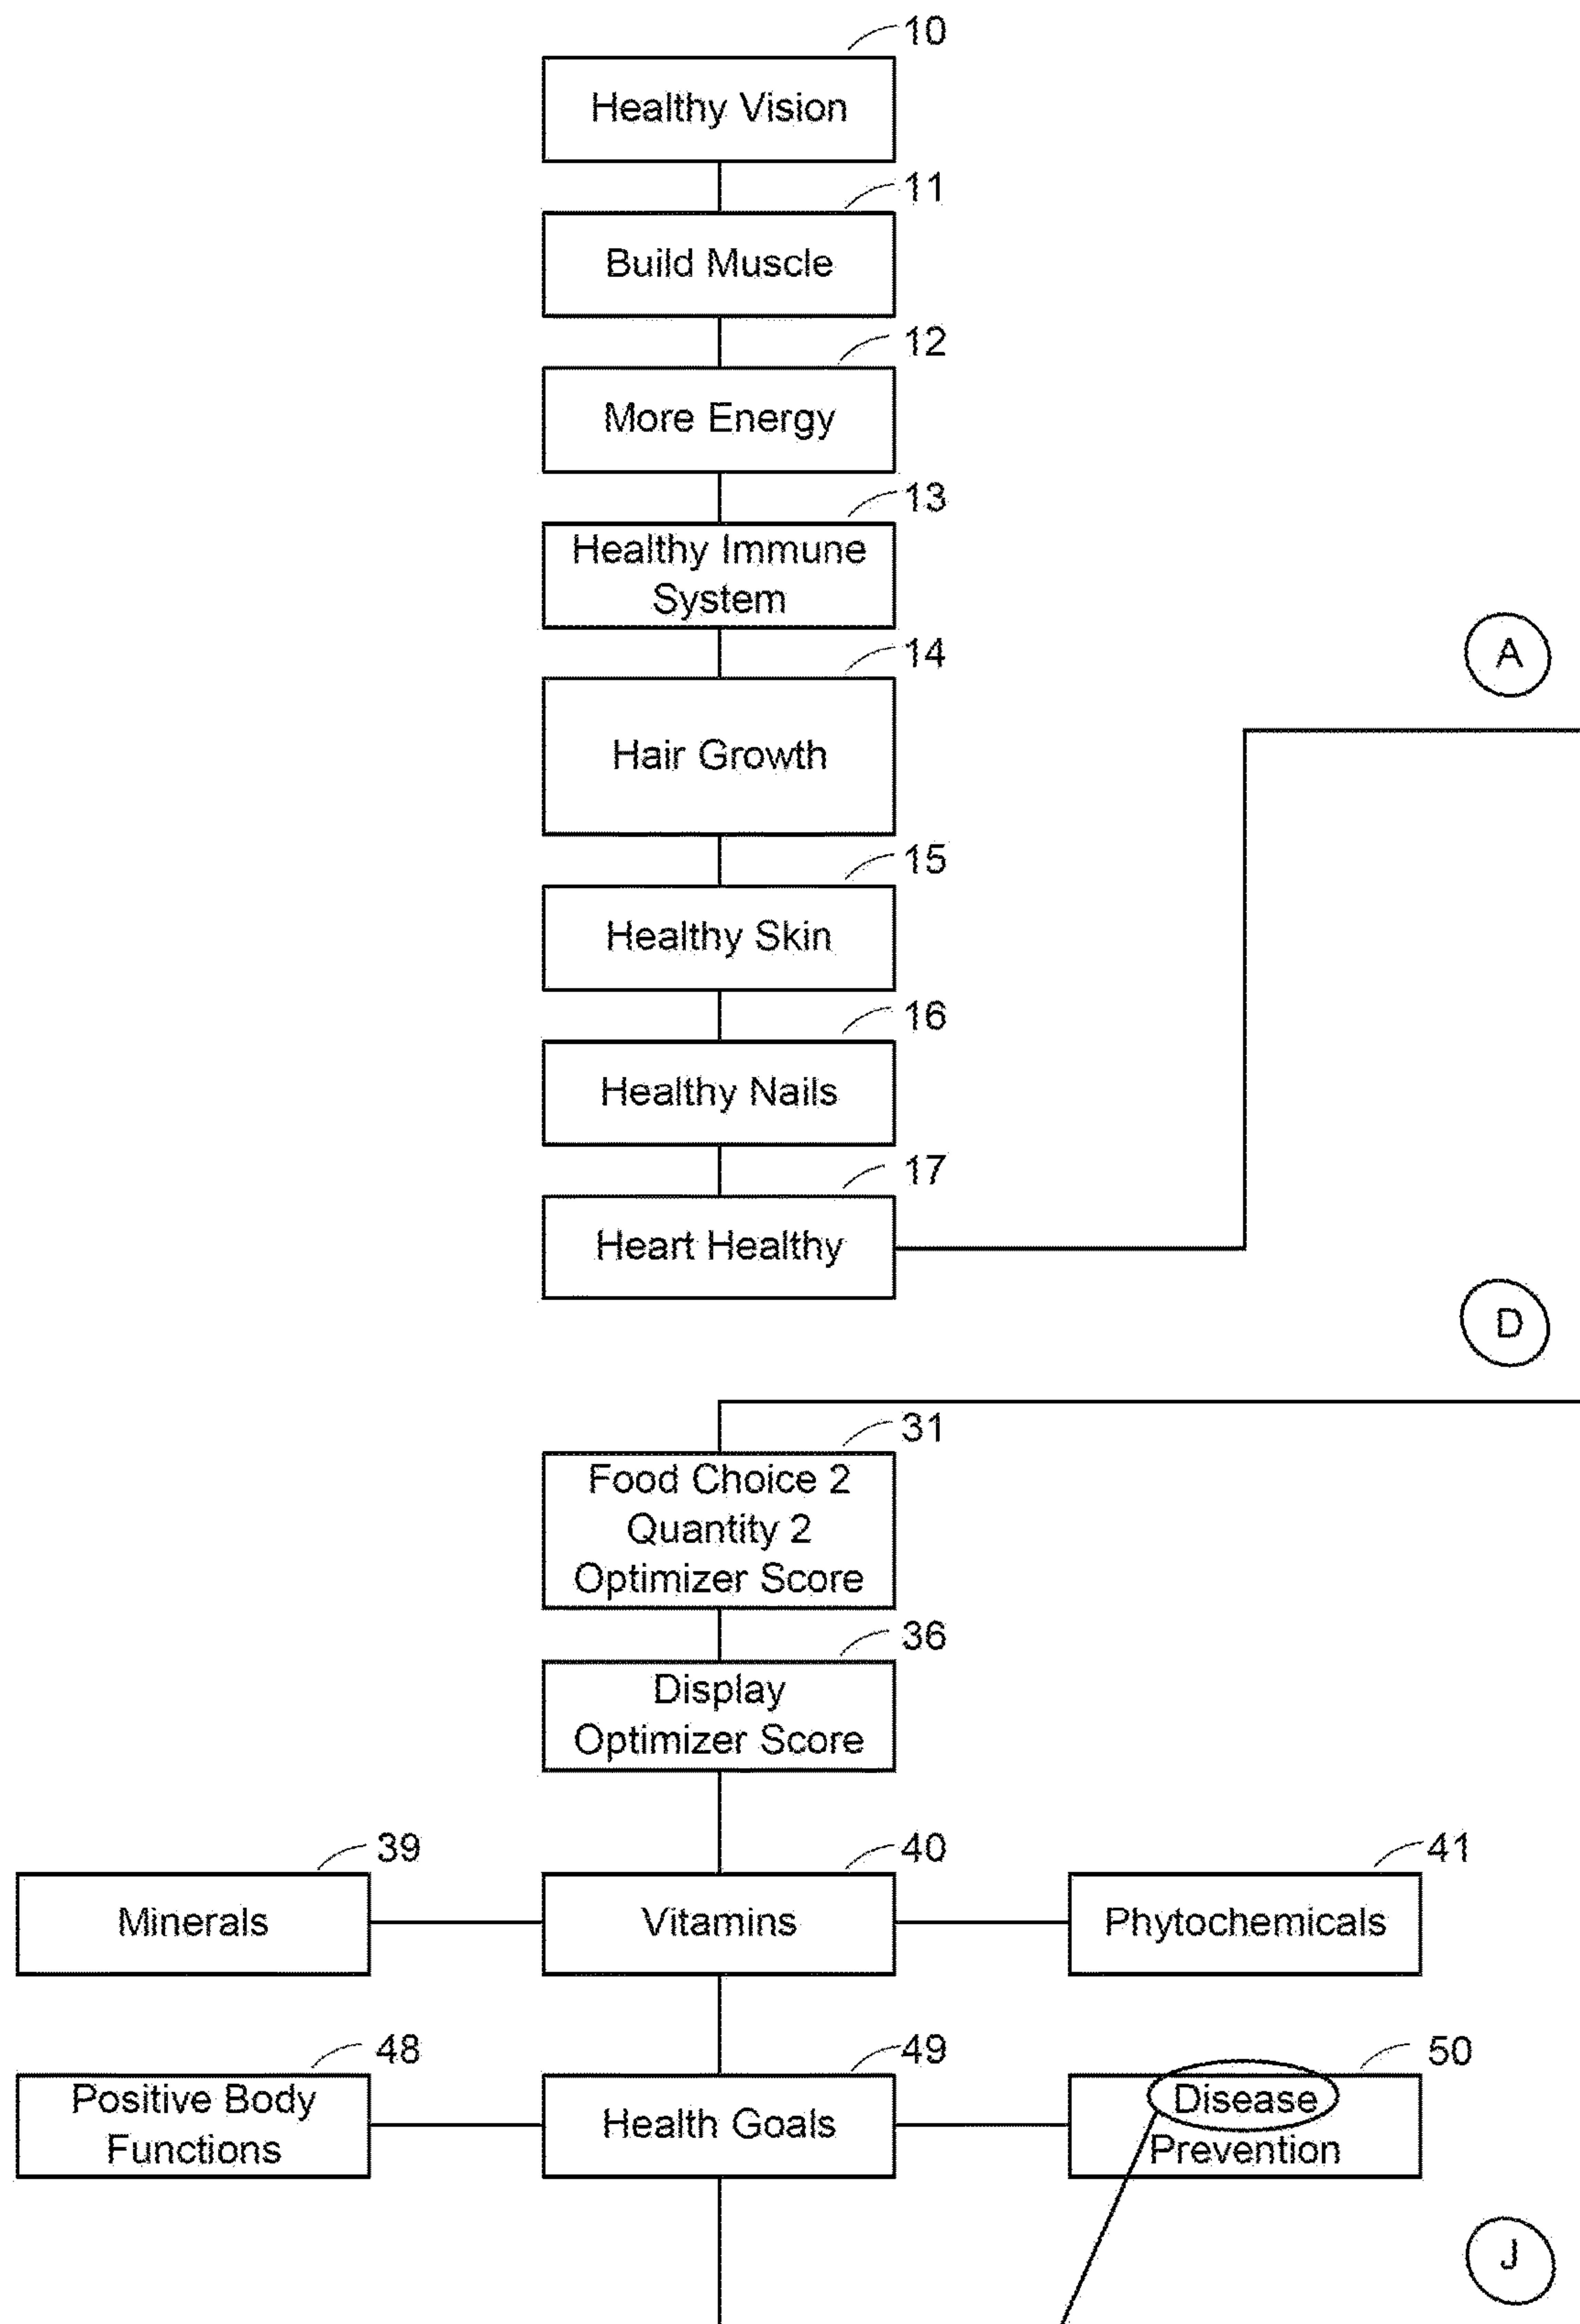 10
Healthy Vision
11
Build Muscle
12
More Energy
13
Healthy Immune
System
14
A
Hair Growth
15
Healthy Skin
16
Healthy Nails
17
Heart Healthy
D
31
Food Choice 2
Quantity 2
Optimizer Score
36
Display
Optimizer Score
39
40
41
Minerals
Vitamins
Phytochemicals
48
49
50
Positive Body
Functions
Health Goals
Disease
Prevention
J